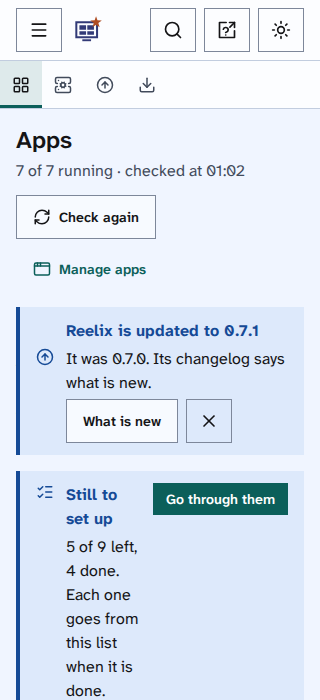 Apps
7 of 7 running · checked at 01:02
Check again
Manage apps
Reelix is updated to 0.7.1
It was 0.7.0. Its changelog says
what is new.
What is new
Still to
set up
Go through them
5 of 9 left,
4 done.
Each one
goes from
this list
when it is
done.